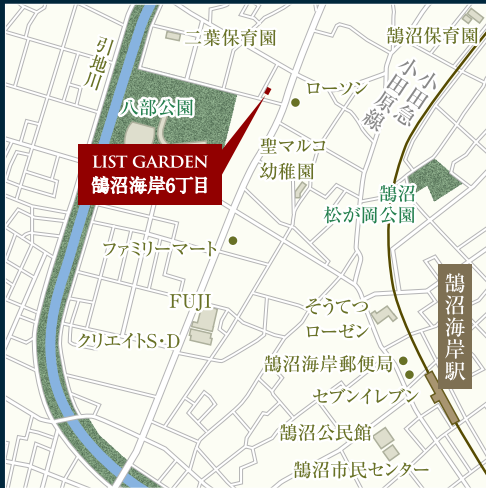 二葉保育園
鵠沼保育園
引地川
小田急
小田原線
ローソン
八部公園
聖マルコ
幼稚園
LIST GARDEN
鵠沼海岸6丁目
鵠沼
松が岡公園
ファミリーマート
鵠沼海岸駅
FUJI
そうてつ
ローゼン
クリエイトS・D
鵠沼海岸郵便局
セブンイレブン
鵠沼公民館
鵠沼市民センター